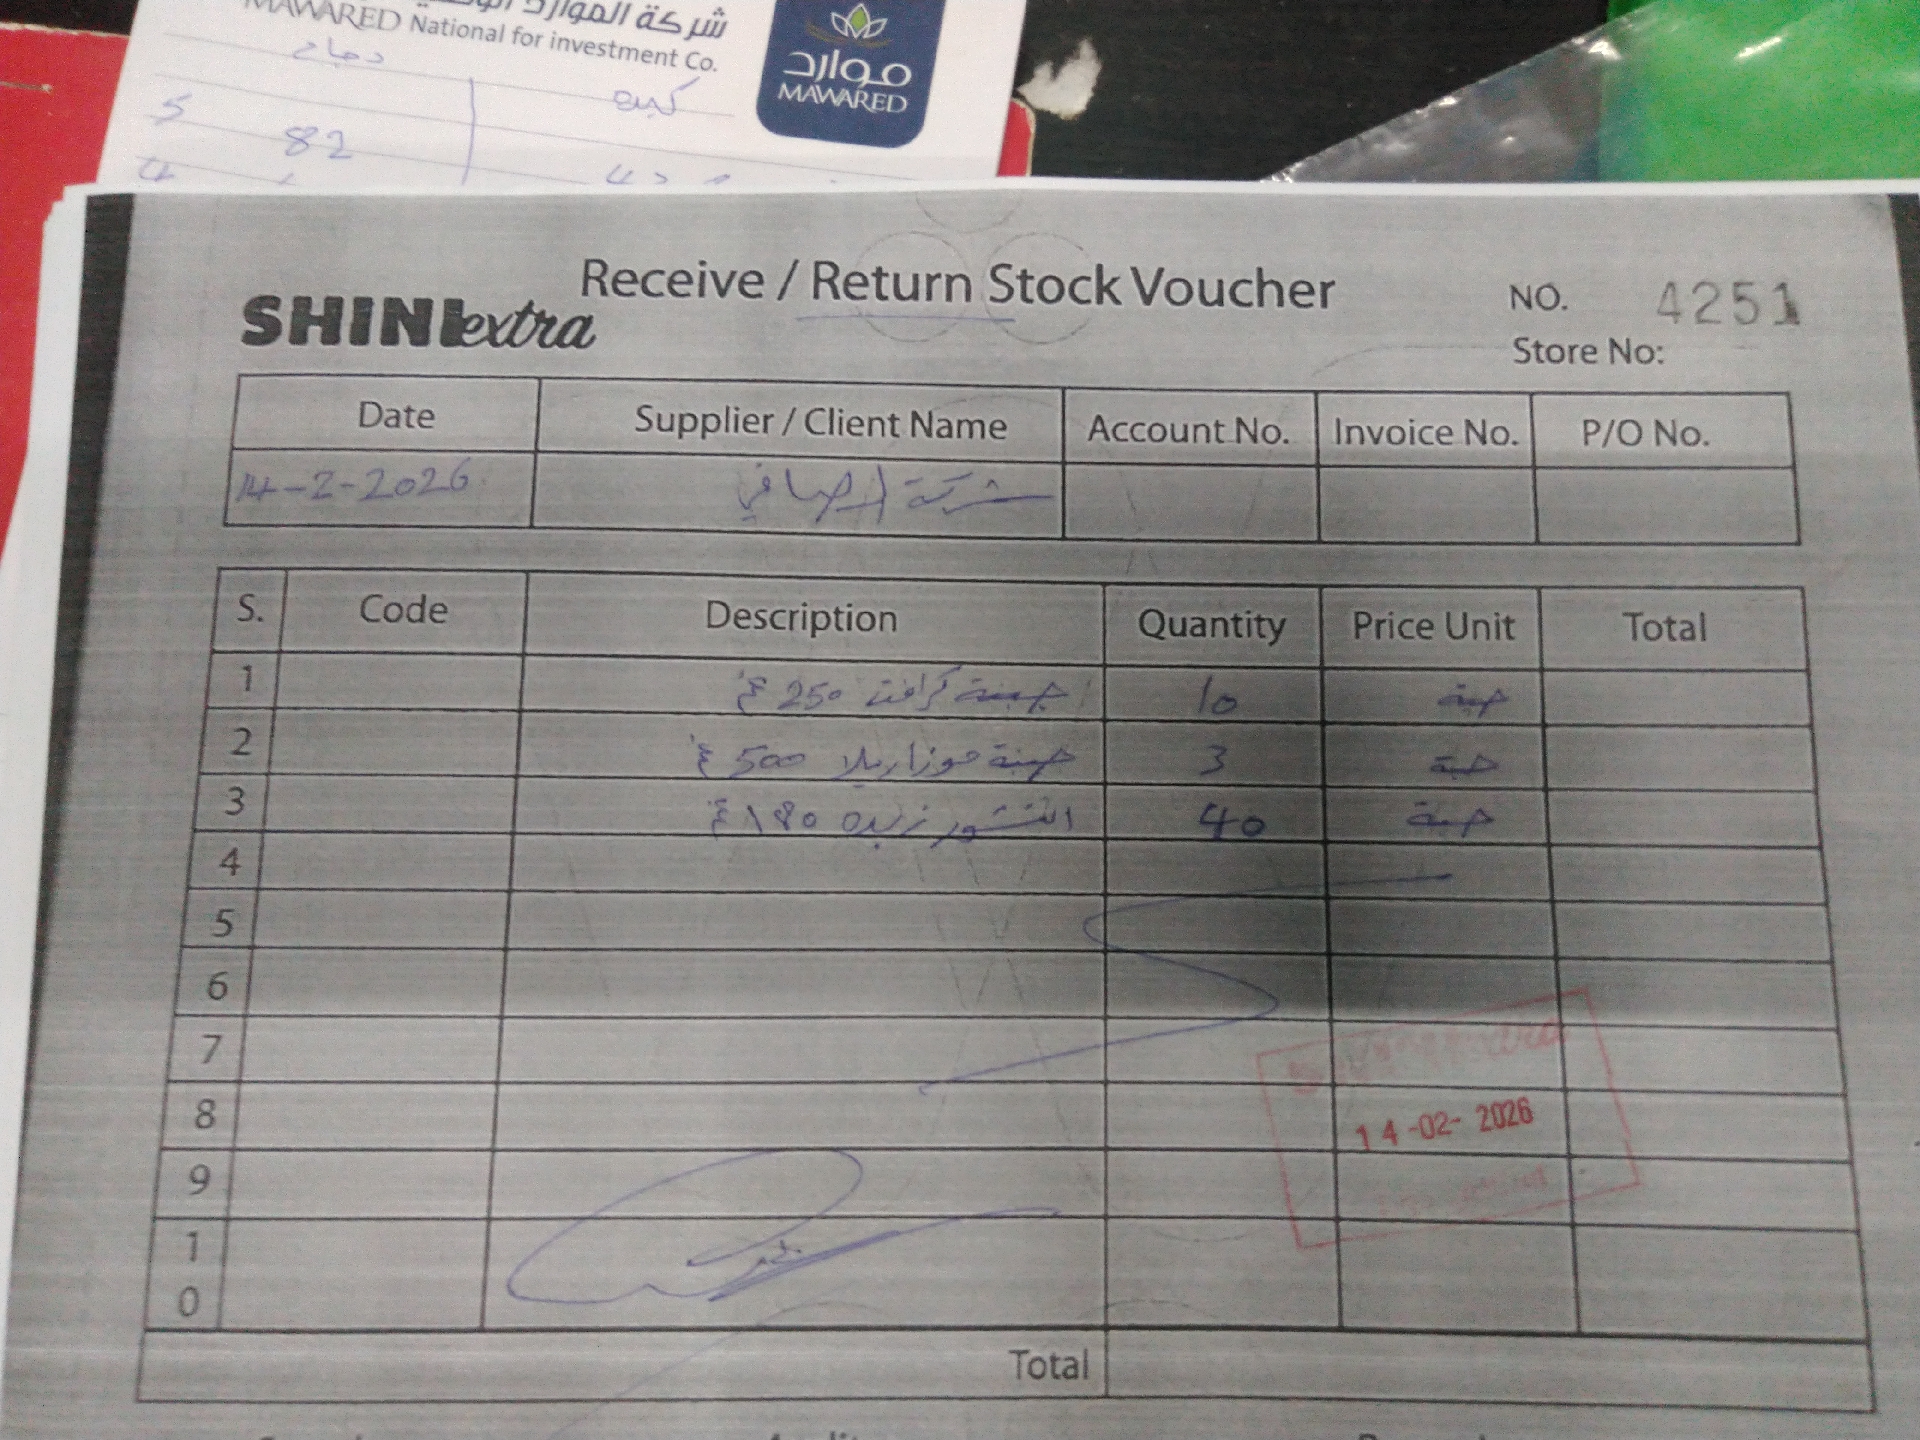 شركة الموارد
MAWARED National for investment Co.
موارد
MAWARED
دجاج
كبير
5
82
Receive / Return Stock Voucher
SHINI extra
NO. 4251
Store No:
Date Supplier / Client Name Account No. Invoice No. P/O No.
14-2-2026 شركة الصافي
S. Code Description Quantity Price Unit Total
1 جبنة كرافت 250 غ 10 حبة
2 جبنة موزاريلا 500 غ 3 حبة
3 زبده 180 غ 40 حبة
4
5
6
7
8
14-02-2026
9
10
Total